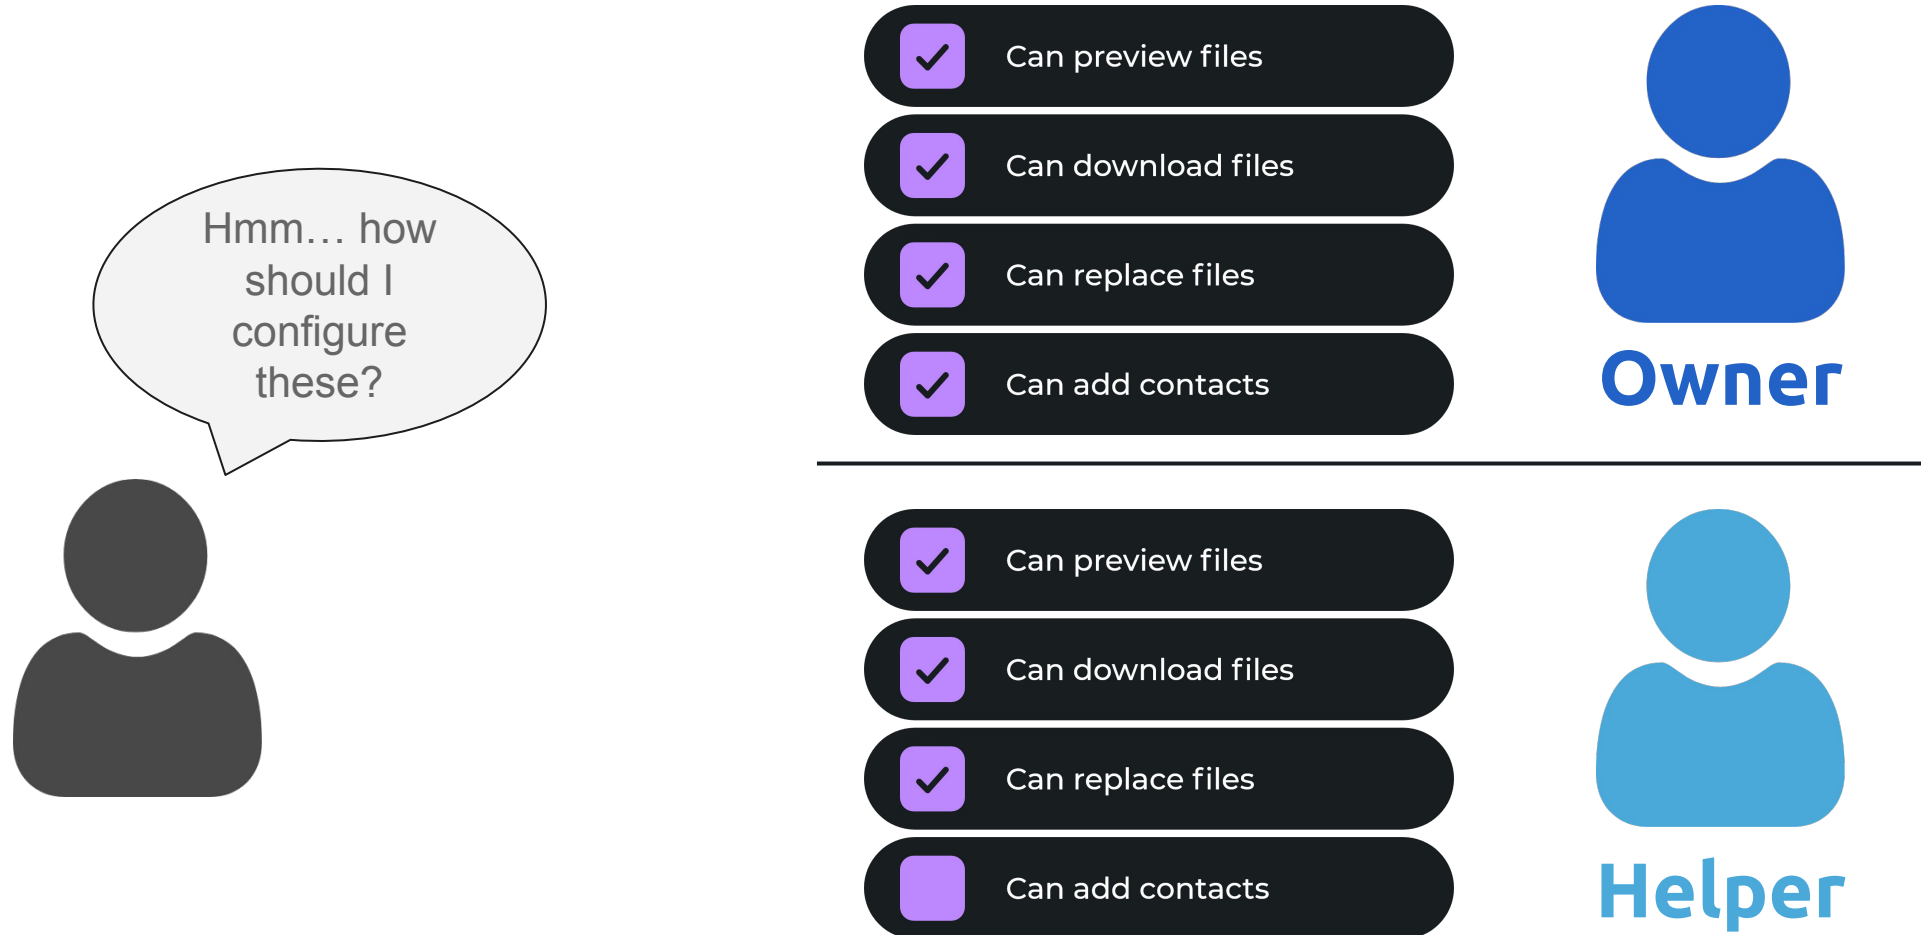 Hmm… how
should I
configure
these?
Can preview files
Can download files
Can replace files
Can add contacts
Owner
Can preview files
Can download files
Can replace files
Can add contacts
Helper